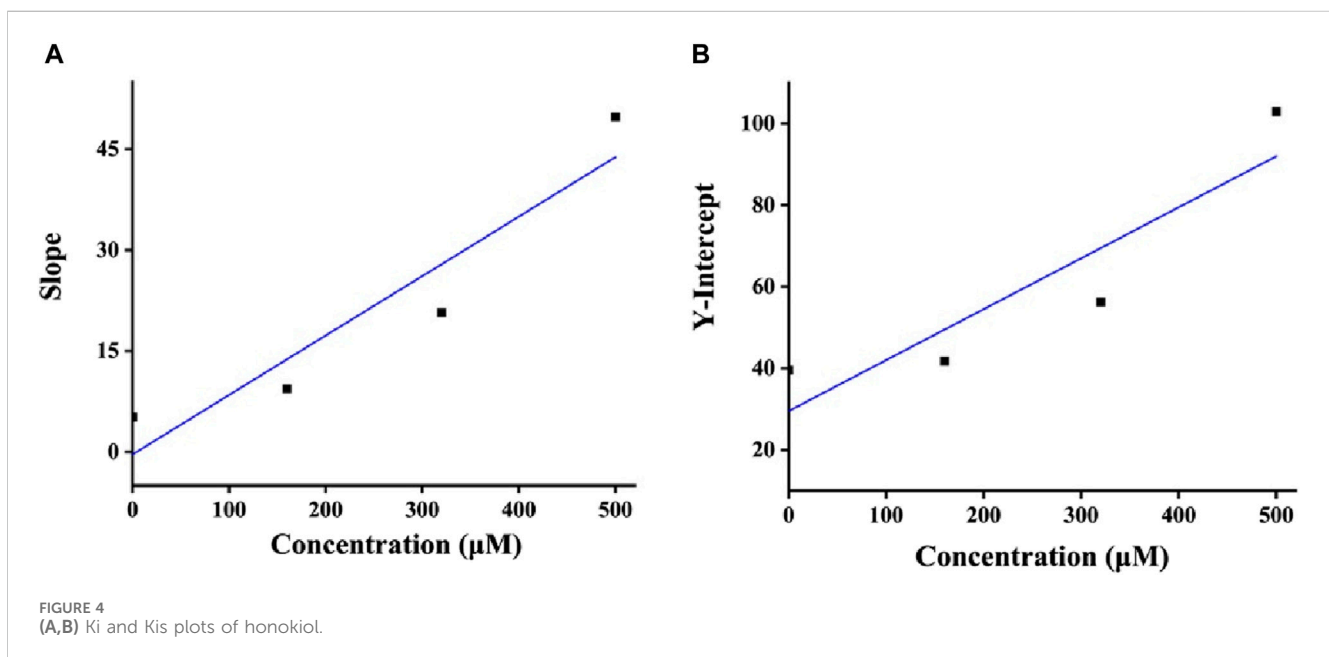 A
B
45
30
15
0
Slope
0 100 200 300 400 500
Concentration (μM)
100
80
60
40
20
Y-Intercept
0 100 200 300 400 500
Concentration (μM)
FIGURE 4
(A,B) Ki and Kis plots of honokiol.